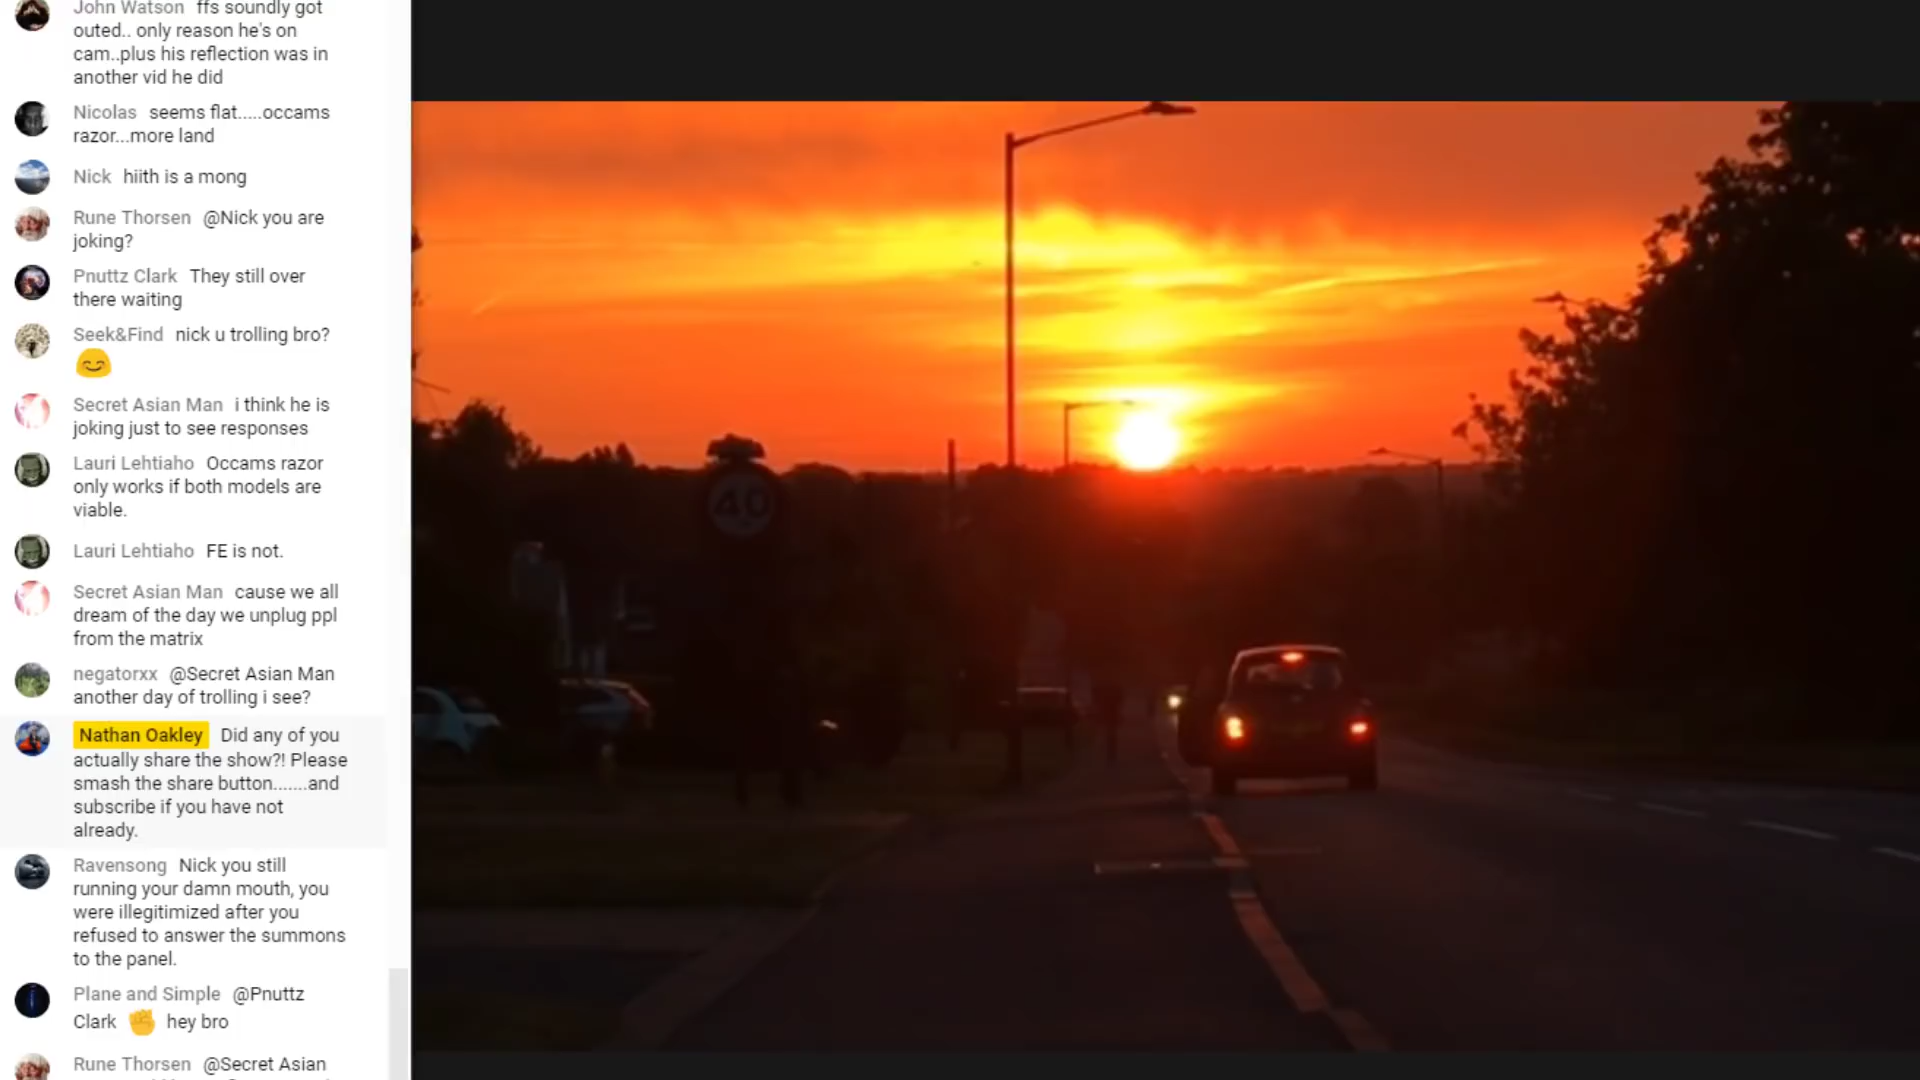 John Watson ffs soundly got
outed.. only reason he's on
cam..plus his reflection was in
another vid he did
Nicolas seems flat.....occams
razor...more land
Nick hiith is a mong
Rune Thorsen @Nick you are
joking?
Pnuttz Clark They still over
there waiting
Seek&Find nick u trolling bro?
Secret Asian Man i think he is
joking just to see responses
Lauri Lehtiaho Occams razor
only works if both models are
viable.
Lauri Lehtiaho FE is not.
Secret Asian Man cause we all
dream of the day we unplug ppl
from the matrix
negatorxx @Secret Asian Man
another day of trolling i see?
Nathan Oakley Did any of you
actually share the show?! Please
smash the share button.......and
subscribe if you have not
already.
Ravensong Nick you still
running your damn mouth, you
were illegitimized after you
refused to answer the summons
to the panel.
Plane and Simple @Pnuttz
Clark hey bro
Rune Thorsen @Secret Asian
40